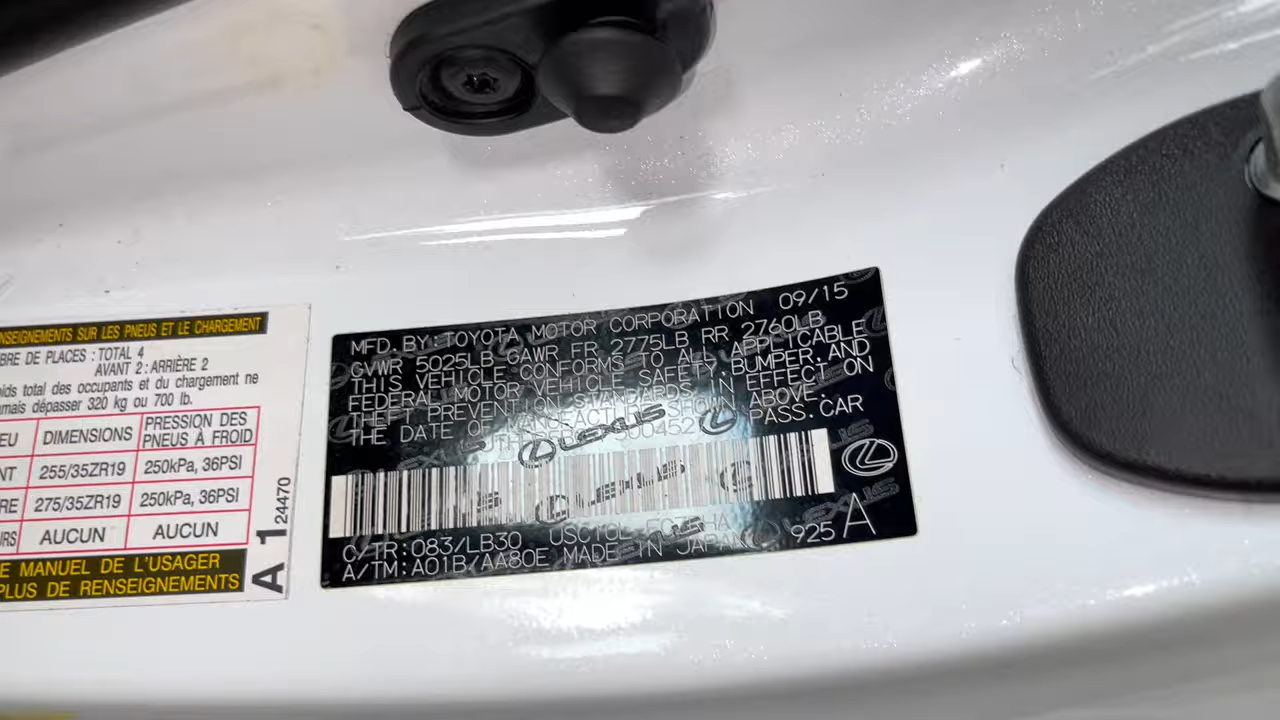 RENSEIGNEMENTS SUR LES PNEUS ET LE CHARGEMENT
BRE DE PLACES : TOTAL 4
AVANT 2 : ARRIÈRE 2
oids total des occupants et du chargement ne
amais dépasser 320 kg ou 700 lb.
EU DIMENSIONS PRESSION DES PNEUS À FROID
NT 255/35ZR19 250kPa, 36PSI
RE 275/35ZR19 250kPa, 36PSI
URS AUCUN AUCUN
E MANUEL DE L'USAGER
PLUS DE RENSEIGNEMENTS
A 1 24470
MFD. BY: TOYOTA MOTOR CORPORATION 09/15
GVWR 5025LB GAWR FR 2775LB RR 2760LB
THIS VEHICLE CONFORMS TO ALL APPLICABLE
FEDERAL MOTOR VEHICLE SAFETY, BUMPER, AND
THEFT PREVENTION STANDARDS IN EFFECT ON
THE DATE OF MANUFACTURE SHOWN ABOVE.
PASS. CAR
LEXUS
C/TR: 083/LB30
A/TM: A01B/AA80E MADE IN JAPAN 925 A